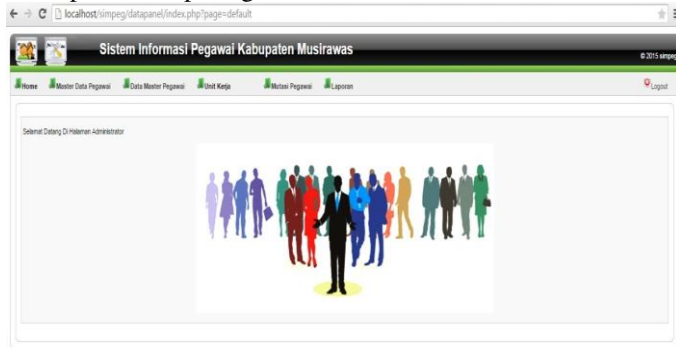 localhost/simpeg/datapanel/index.php?page=default
Sistem Informasi Pegawai Kabupaten Musirawas
© 2015 simpeg
Home Master Data Pegawai Data Master Pegawai Unit Kerja Mutasi Pegawai Laporan Logout
Selamat Datang Di Halaman Administrator